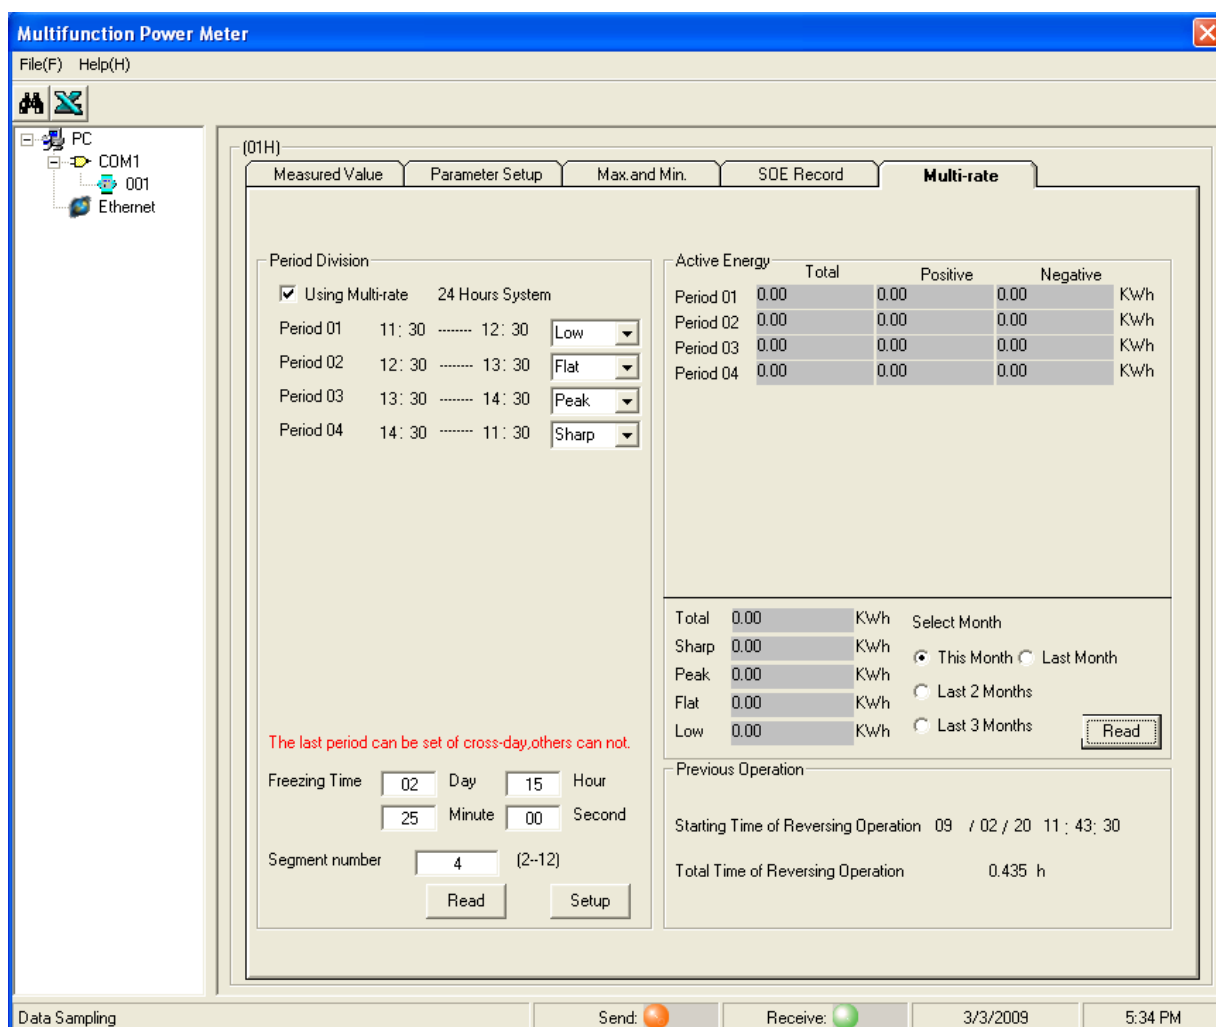 Multifunction Power Meter
File(F) Help(H)
PC
COM1
001
Ethernet
(01H)
Measured Value Parameter Setup Max.and Min. SOE Record Multi-rate
Period Division
Using Multi-rate 24 Hours System
Period 01 11: 30 ------- 12: 30 Low
Period 02 12: 30 ------- 13: 30 Flat
Period 03 13: 30 ------- 14: 30 Peak
Period 04 14: 30 ------- 11: 30 Sharp
The last period can be set of cross-day,others can not.
Freezing Time 02 Day 15 Hour
25 Minute 00 Second
Segment number 4 (2--12)
Read Setup
Active Energy Total Positive Negative
Period 01 0.00 0.00 0.00 KWh
Period 02 0.00 0.00 0.00 KWh
Period 03 0.00 0.00 0.00 KWh
Period 04 0.00 0.00 0.00 KWh
Total 0.00 KWh
Sharp 0.00 KWh
Peak 0.00 KWh
Flat 0.00 KWh
Low 0.00 KWh
Select Month
This Month Last Month
Last 2 Months
Last 3 Months
Read
Previous Operation
Starting Time of Reversing Operation 09 / 02 / 20 11 : 43: 30
Total Time of Reversing Operation 0.435 h
Data Sampling Send: Receive: 3/3/2009 5:34 PM